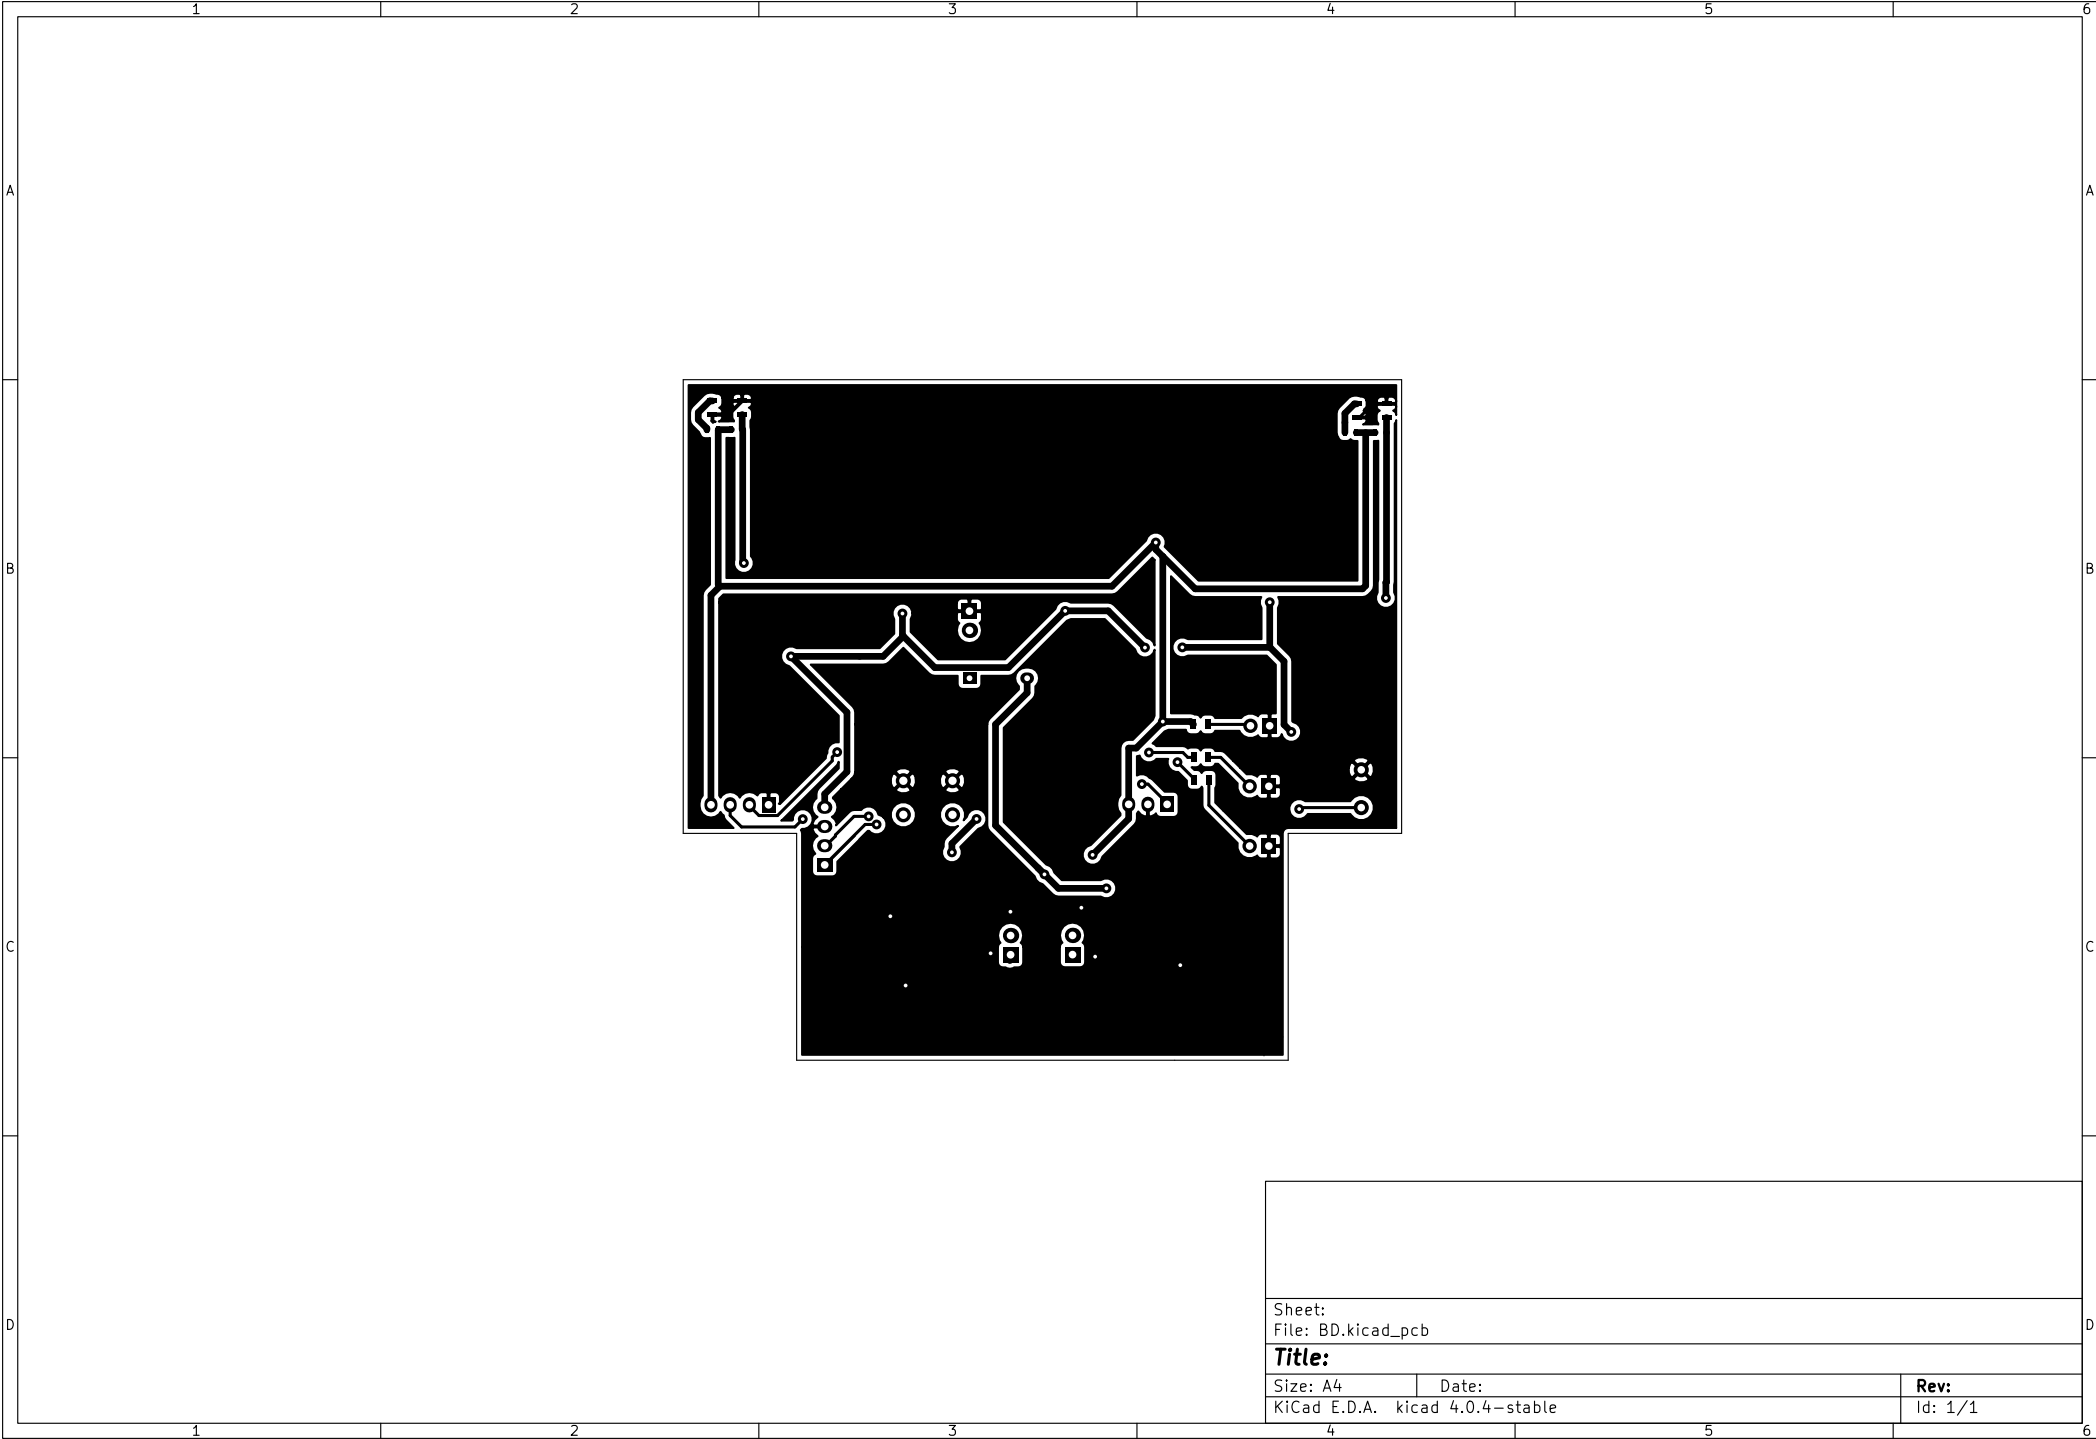 1 2 3 4 5 6
A A
B B
C C
D D
Sheet:
File: BD.kicad_pcb
Title:
Size: A4 Date: Rev:
KiCad E.D.A. kicad 4.0.4-stable Id: 1/1
1 2 3 4 5 6